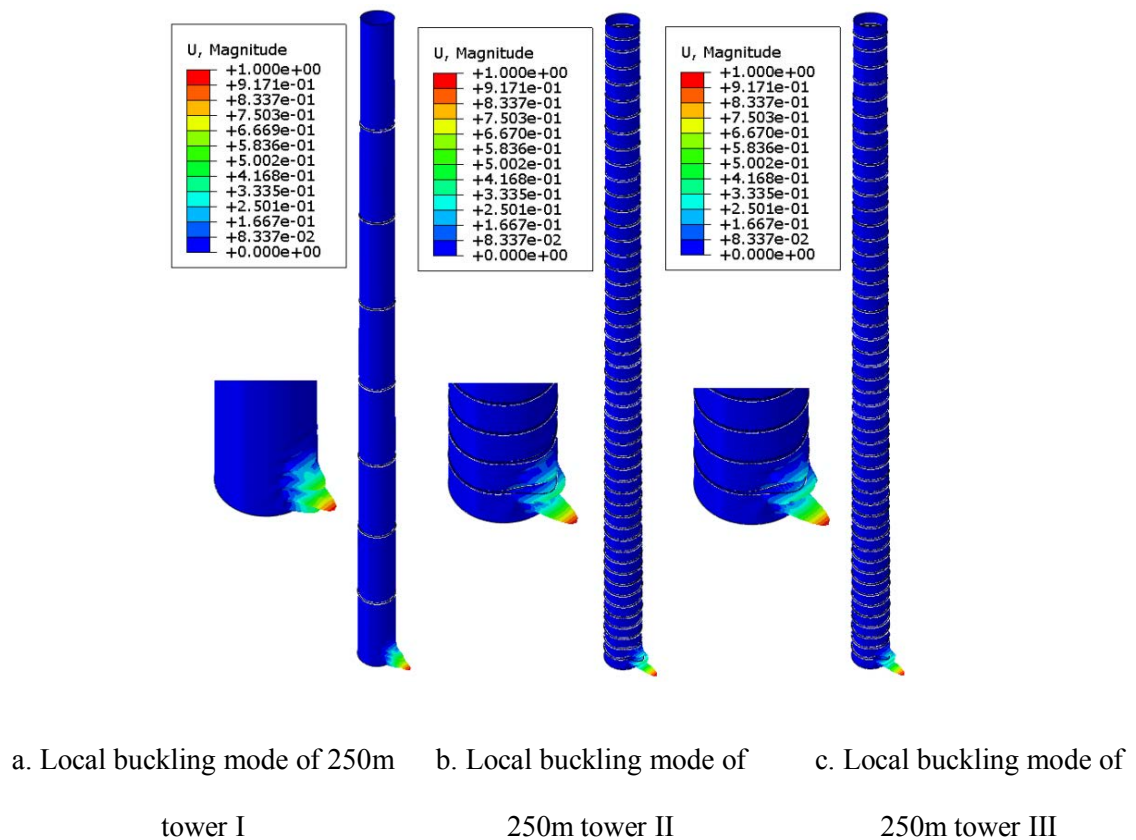 U, Magnitude
+1.000e+00
+9.171e-01
+8.337e-01
+7.503e-01
+6.669e-01
+5.836e-01
+5.002e-01
+4.168e-01
+3.335e-01
+2.501e-01
+1.667e-01
+8.337e-02
+0.000e+00
U, Magnitude
+1.000e+00
+9.171e-01
+8.337e-01
+7.503e-01
+6.670e-01
+5.836e-01
+5.002e-01
+4.168e-01
+3.335e-01
+2.501e-01
+1.667e-01
+8.337e-02
+0.000e+00
U, Magnitude
+1.000e+00
+9.171e-01
+8.337e-01
+7.503e-01
+6.670e-01
+5.836e-01
+5.002e-01
+4.168e-01
+3.335e-01
+2.501e-01
+1.667e-01
+8.337e-02
+0.000e+00
a. Local buckling mode of 250m
tower I
b. Local buckling mode of
250m tower II
c. Local buckling mode of
250m tower III